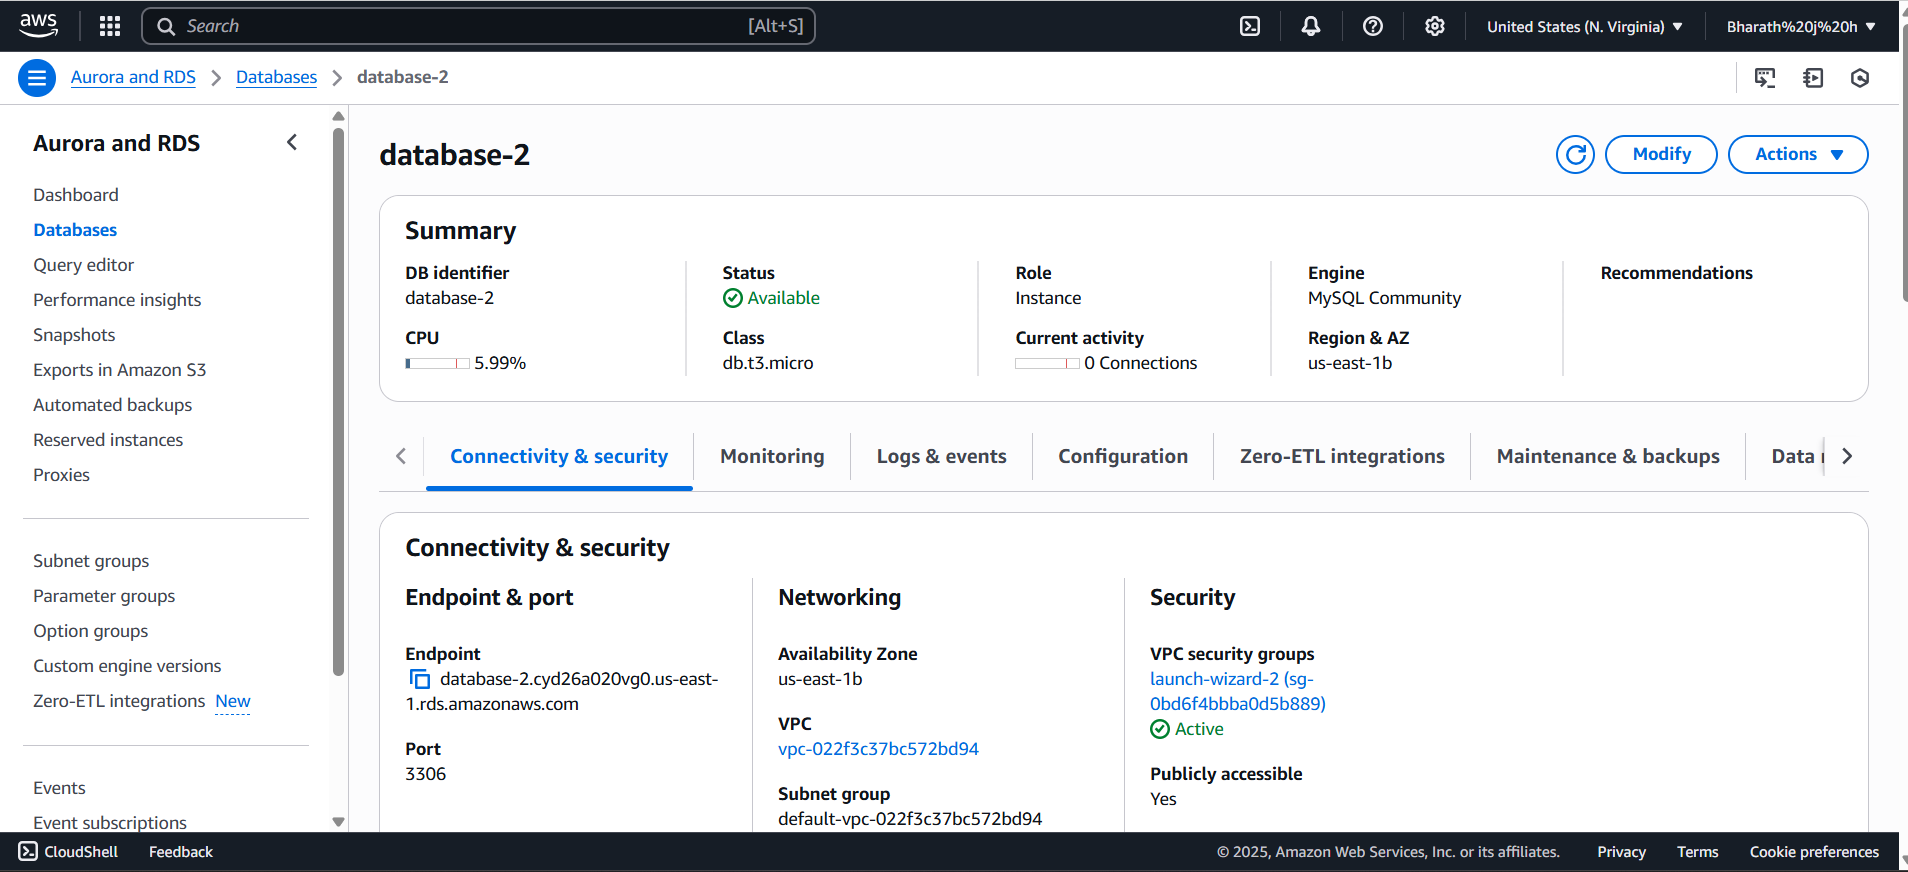 aws
Search
[Alt+S]
United States (N. Virginia)
Bharath%20j%20h
Aurora and RDS
Databases
database-2
Aurora and RDS
Dashboard
Databases
Query editor
Performance insights
Snapshots
Exports in Amazon S3
Automated backups
Reserved instances
Proxies
Subnet groups
Parameter groups
Option groups
Custom engine versions
Zero-ETL integrations New
Events
Event subscriptions
database-2
Modify
Actions
Summary
DB identifier
database-2
CPU
5.99%
Status
Available
Class
db.t3.micro
Role
Instance
Current activity
0 Connections
Engine
MySQL Community
Region & AZ
us-east-1b
Recommendations
Connectivity & security
Monitoring
Logs & events
Configuration
Zero-ETL integrations
Maintenance & backups
Data
Connectivity & security
Endpoint & port
Endpoint
database-2.cyd26a020vg0.us-east-
1.rds.amazonaws.com
Port
3306
Networking
Availability Zone
us-east-1b
VPC
vpc-022f3c37bc572bd94
Subnet group
default-vpc-022f3c37bc572bd94
Security
VPC security groups
launch-wizard-2 (sg-
0bd6f4bbba0d5b889)
Active
Publicly accessible
Yes
CloudShell
Feedback
© 2025, Amazon Web Services, Inc. or its affiliates.
Privacy
Terms
Cookie preferences